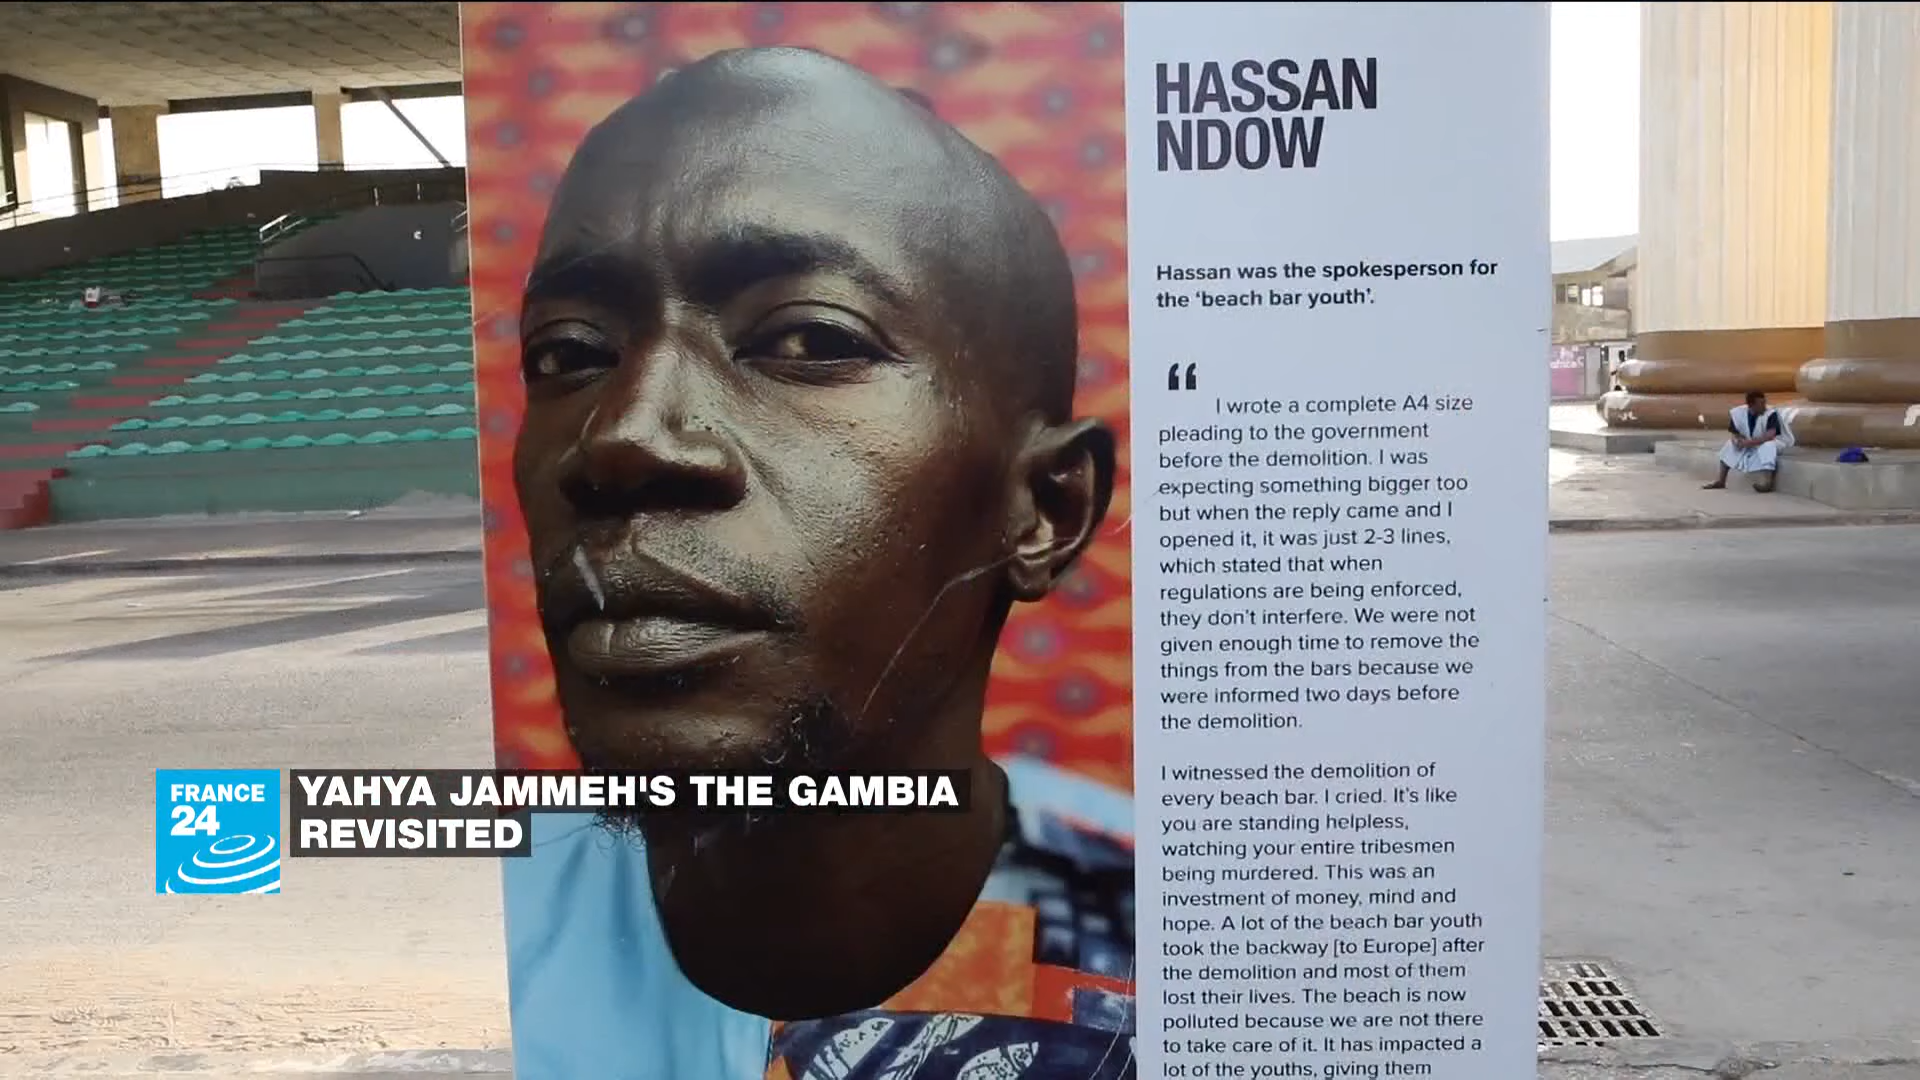 HASSAN
NDOW
Hassan was the spokesperson for
the ‘beach bar youth’.
“
I wrote a complete A4 size
pleading to the government
before the demolition. I was
expecting something bigger too
but when the reply came and I
opened it, it was just 2-3 lines,
which stated that when
regulations are being enforced,
they don’t interfere. We were not
given enough time to remove the
things from the bars because we
were informed two days before
the demolition.
I witnessed the demolition of
every beach bar. I cried. It’s like
you are standing helpless,
watching your entire tribesmen
being murdered. This was an
investment of money, mind and
hope. A lot of the beach bar youth
took the backway [to Europe] after
the demolition and most of them
lost their lives. The beach is now
polluted because we are not there
to take care of it. It has impacted a
lot of the youths, giving them
FRANCE
24
YAHYA JAMMEH'S THE GAMBIA
REVISITED